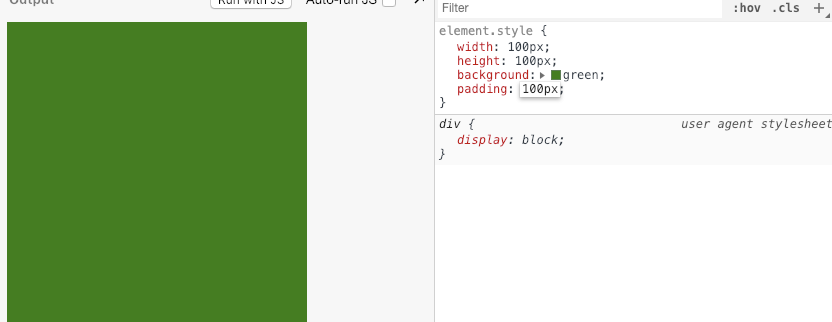 Output
Run with JS
Auto-run JS
Filter
:hov .cls +
element.style {
width: 100px;
height: 100px;
background: green;
padding: 100px;
}
div { user agent stylesheet
display: block;
}